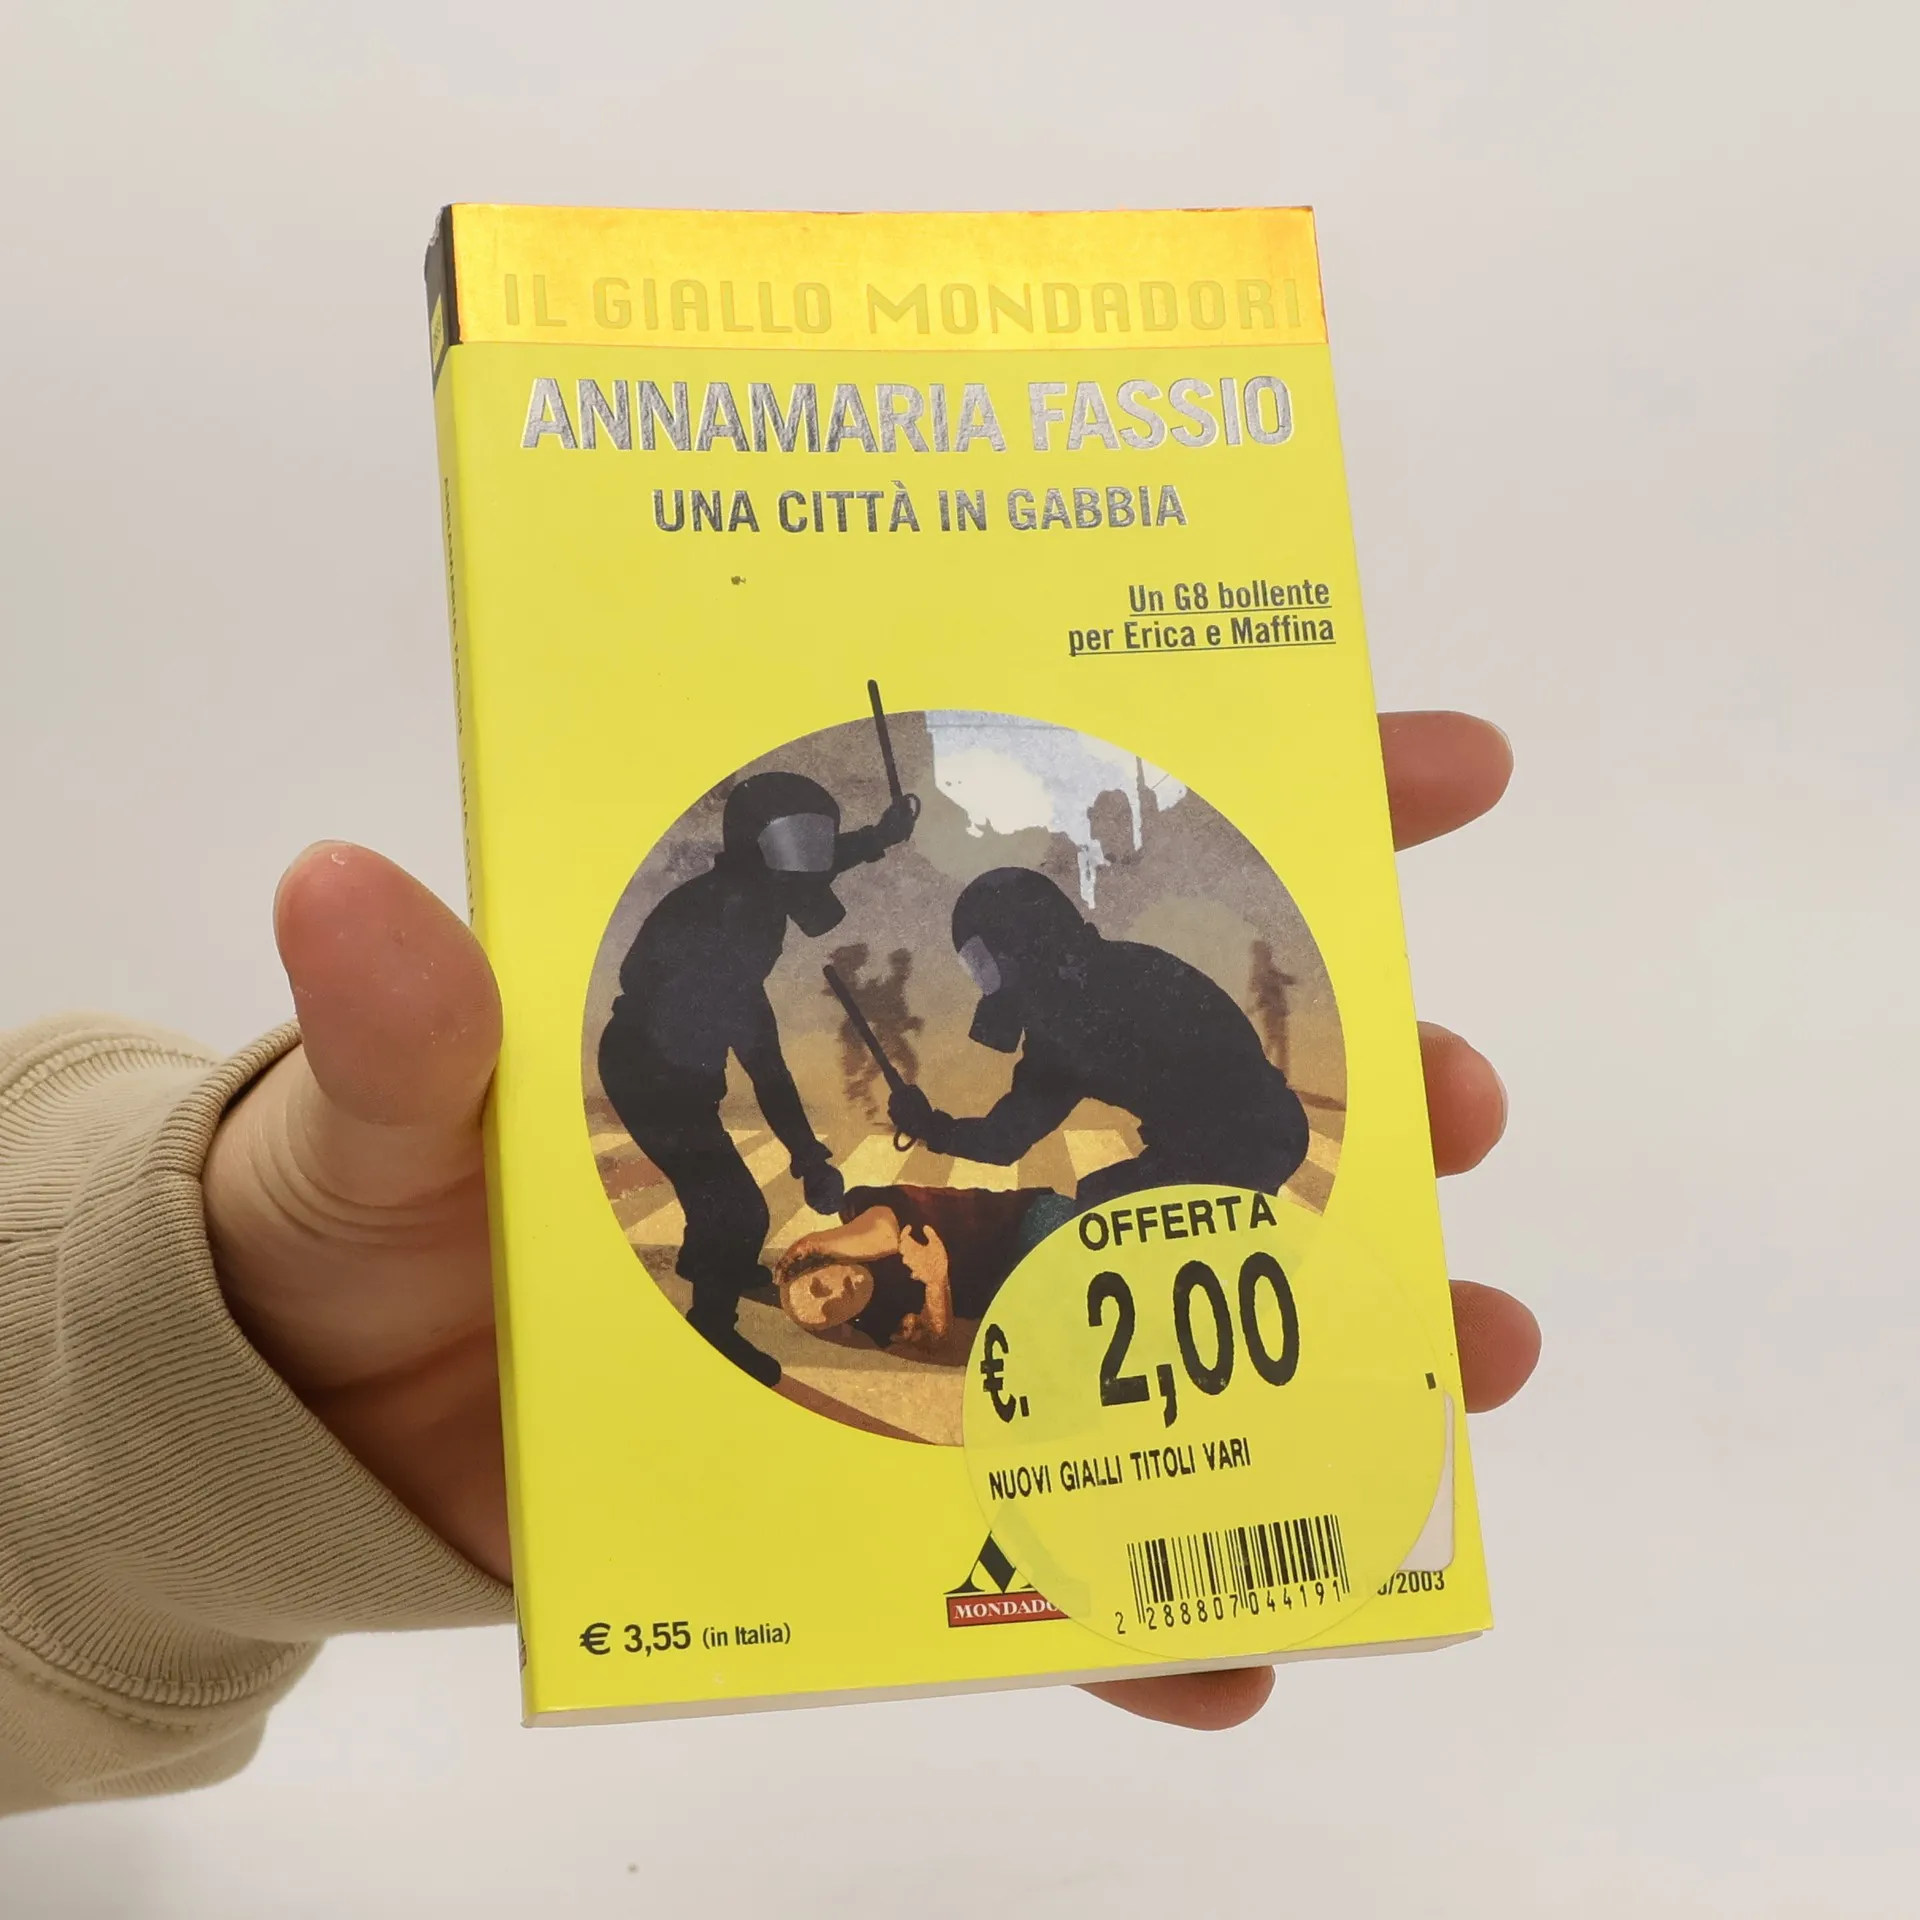 IL GIALLO MONDADORI
ANNAMARIA FASSIO
UNA CITTÀ IN GABBIA
Un G8 bollente
per Erica e Maffina
OFFERTA
€. 2,00
NUOVI GIALLI TITOLI VARI
2 288807 044191
/2003
€ 3,55 (in Italia)